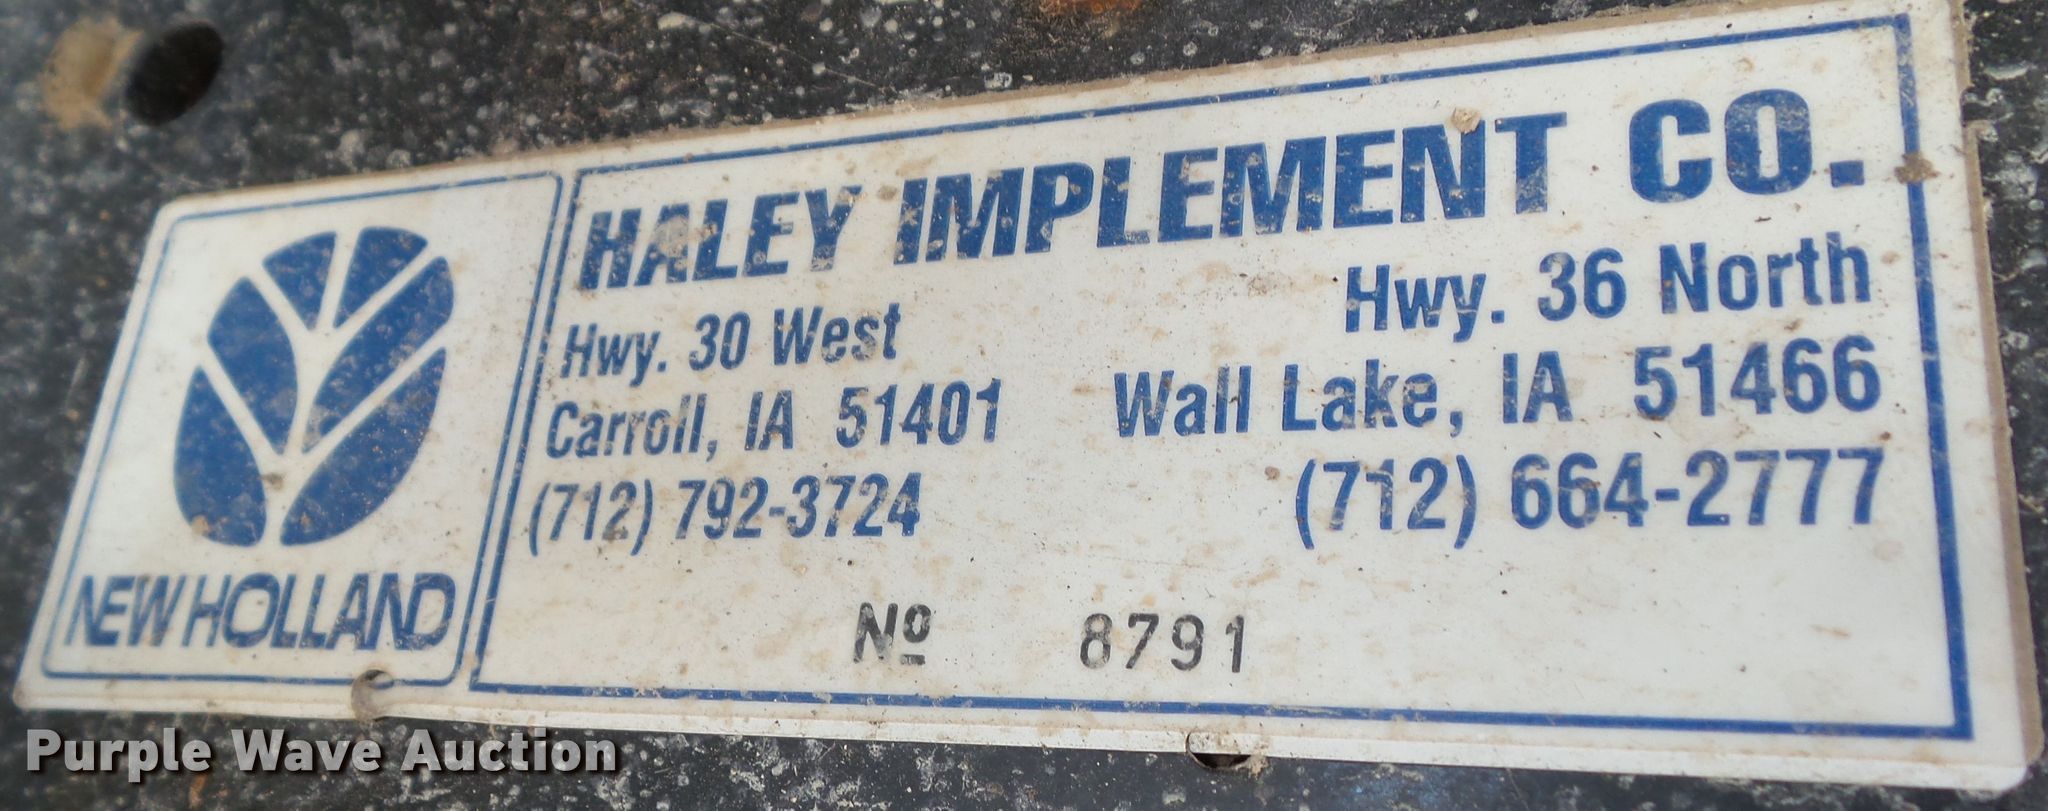 HALEY IMPLEMENT CO.
Hwy. 30 West
Carroll, IA 51401
(712) 792-3724
Hwy. 36 North
Wall Lake, IA 51466
(712) 664-2777
Nº 8791
NEW HOLLAND
Purple Wave Auction